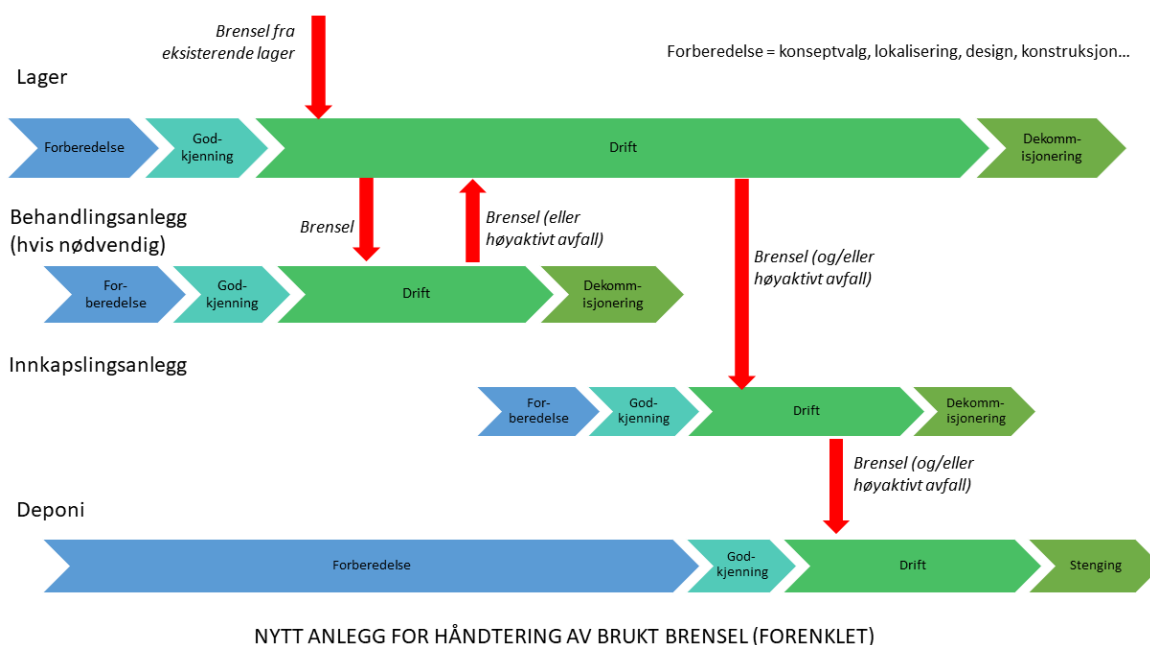 Brensel fra
eksisterende lager
Forberedelse = konseptvalg, lokalisering, design, konstruksjon…
Lager
Forberedelse
God-
kjenning
Drift
Dekomm-
isjonering
Behandlingsanlegg
(hvis nødvendig)
Brensel
Brensel (eller
høyaktivt avfall)
Brensel (og/eller
høyaktivt avfall)
For-
beredelse
God-
kjenning
Drift
Dekomm-
isjonering
Innkapslingsanlegg
For-
beredelse
God-
kjenning
Drift
Dekomm-
isjonering
Brensel (og/eller
høyaktivt avfall)
Deponi
Forberedelse
God-
kjenning
Drift
Stenging
NYTT ANLEGG FOR HÅNDTERING AV BRUKT BRENSEL (FORENKLET)